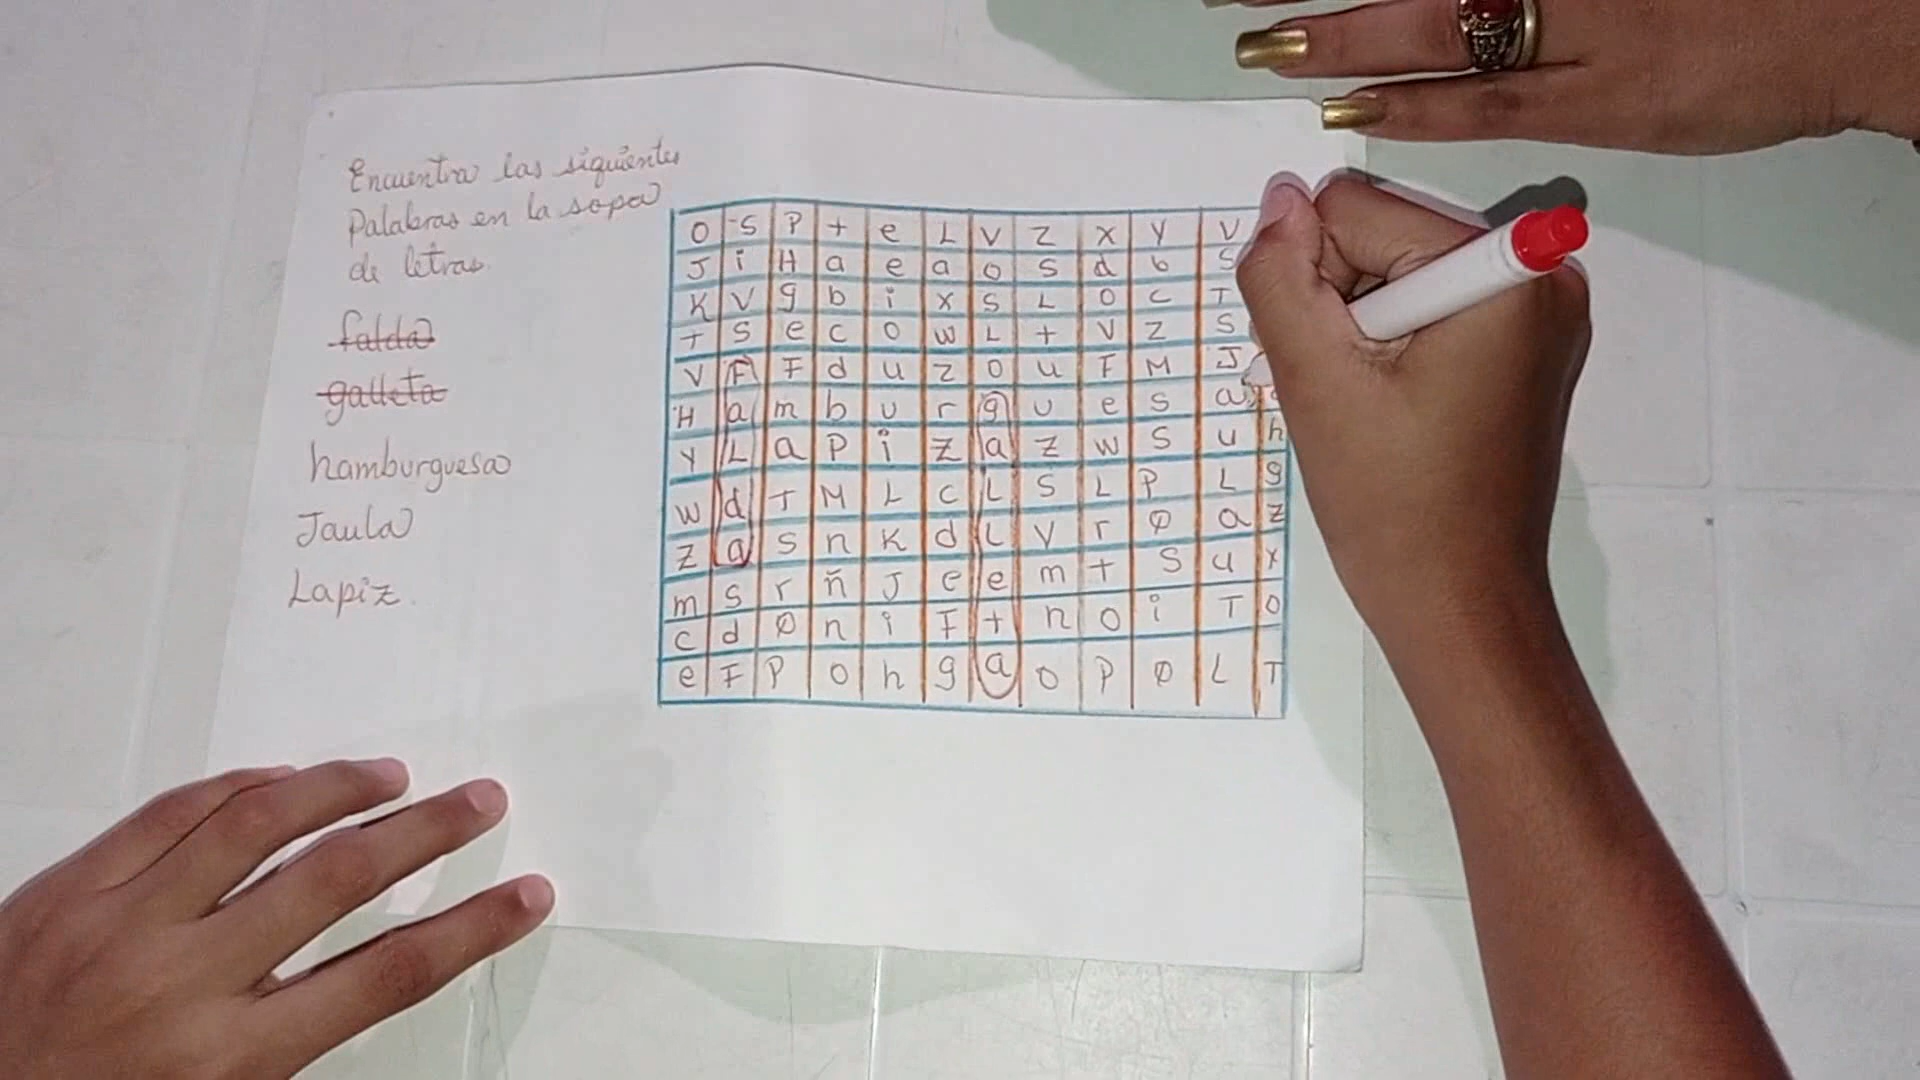 Encuentra las siguientes
Palabras en la sopa
de letras.
falda
galleta
hamburguesa
Jaula
Lapiz.
O S P t e L V Z X Y V
J i H a e a o s d b S
K V g b i x S L O C T
t S e c o w L t V Z S
V F F d u z o u F M J
H a m b u r g u e s a
Y L a P i z a z w S u h
W d T M L C L S L P L g
Z a s n K d L V r Ø a z
m s r ñ J e e m t S u x
c d Ø n i F t n o i T O
e F P o h g a O P Ø L T